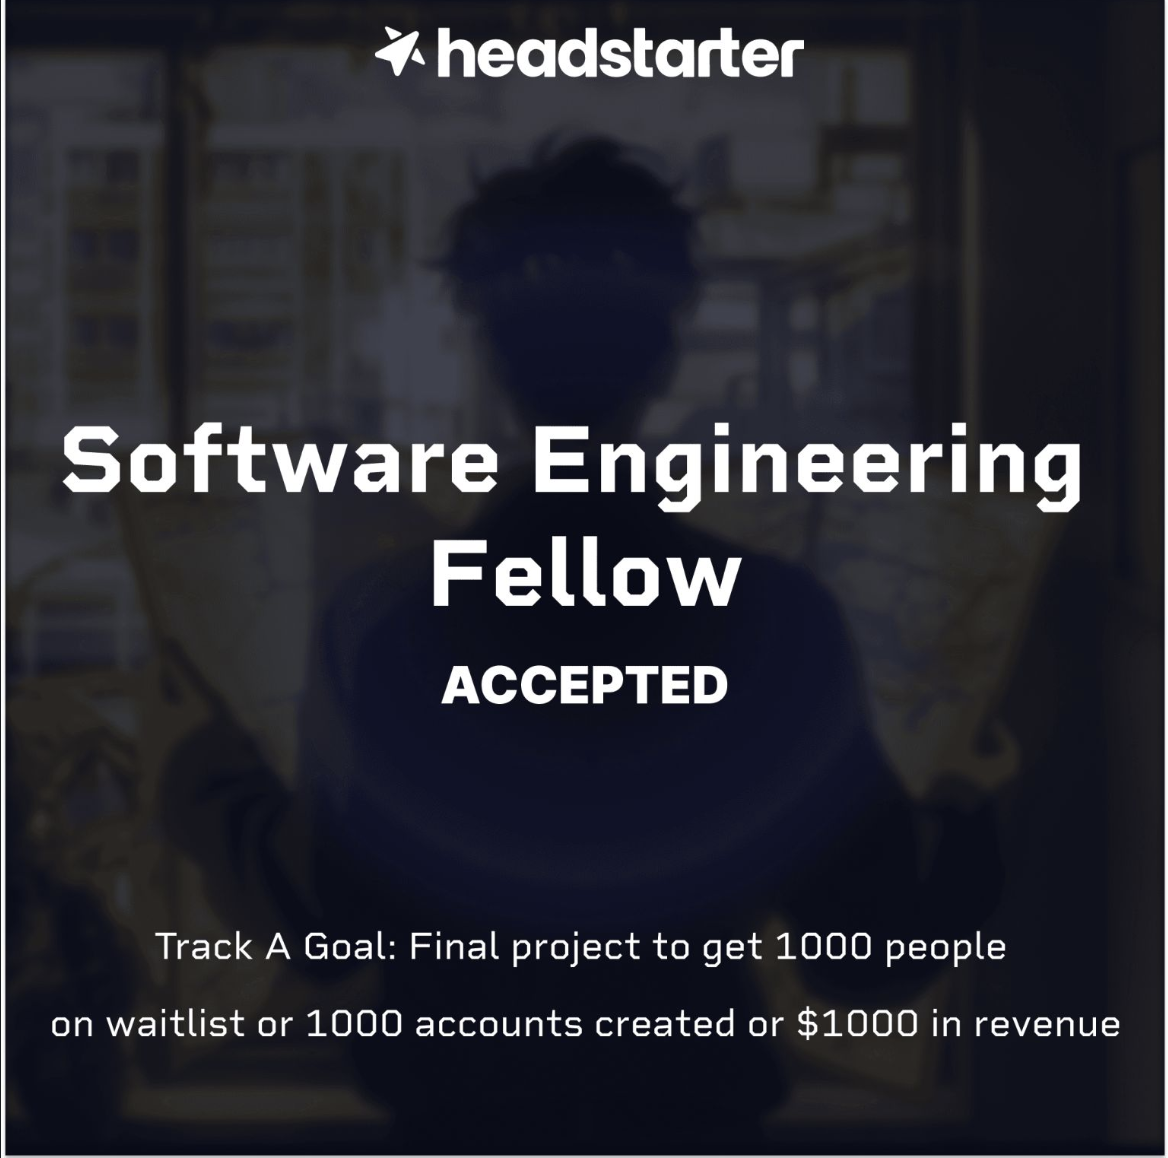 headstarter
Software Engineering
Fellow
ACCEPTED
Track A Goal: Final project to get 1000 people
on waitlist or 1000 accounts created or $1000 in revenue